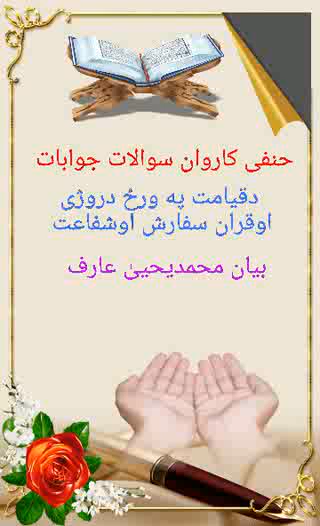 حنفی کاروان سوالات جوابات
دقیامت په ورځ دروژی
اوقران سفارش اوشفاعت
بیان محمدیحییٰ عارف